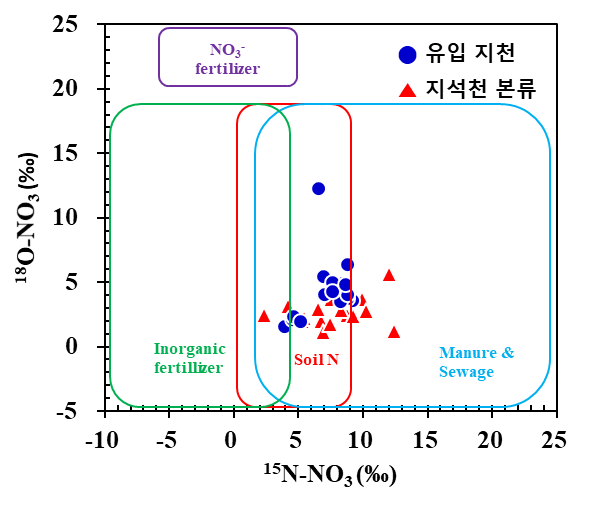 25
20
15
10
5
0
-5
-10
-5
0
5
10
15
20
25
¹⁸O-NO₃ (‰)
¹⁵N-NO₃ (‰)
NO₃⁻
fertilizer
유입 지천
지석천 본류
Inorganic
fertillizer
Soil N
Manure &
Sewage